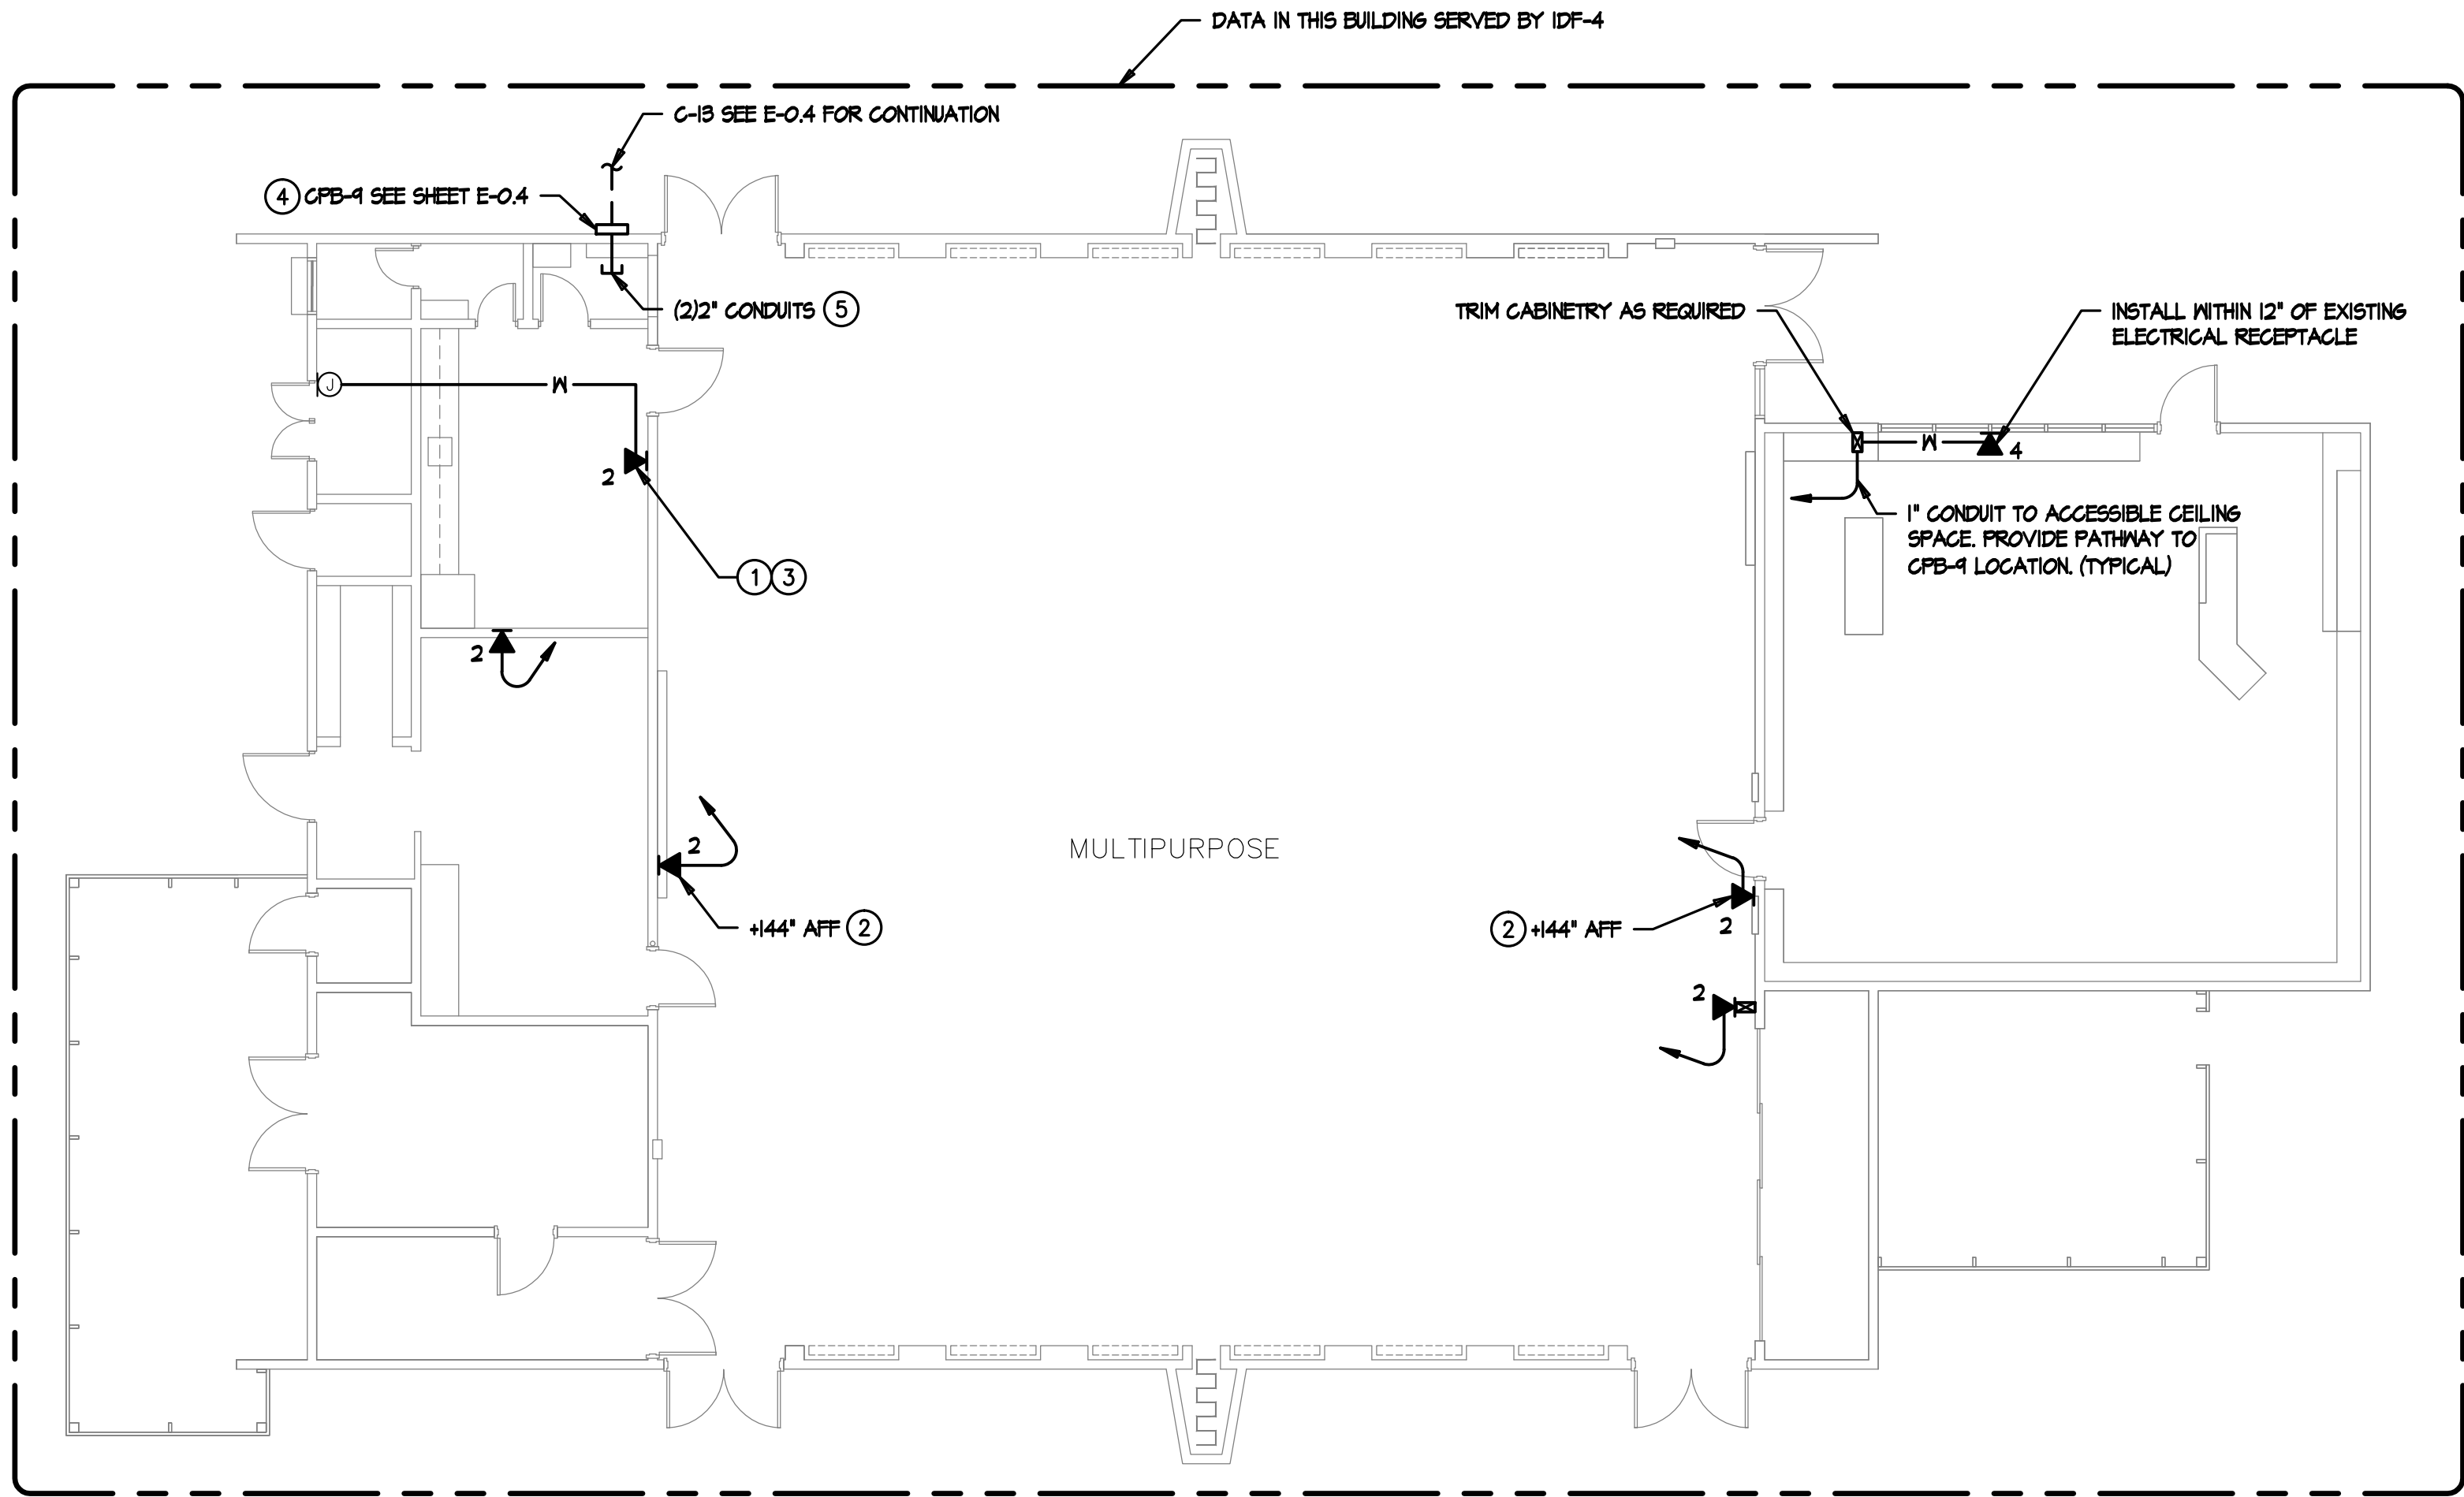 DATA IN THIS BUILDING SERVED BY IDF-4
C-13 SEE E-0.4 FOR CONTINUATION
4 CPB-9 SEE SHEET E-0.4
(2)2" CONDUITS 5
TRIM CABINETRY AS REQUIRED
INSTALL WITHIN 12" OF EXISTING
ELECTRICAL RECEPTACLE
J
W
2
W
4
1" CONDUIT TO ACCESSIBLE CEILING
SPACE. PROVIDE PATHWAY TO
CPB-9 LOCATION. (TYPICAL)
1 3
2
2
MULTIPURPOSE
+144" AFF 2
2 +144" AFF
2
2